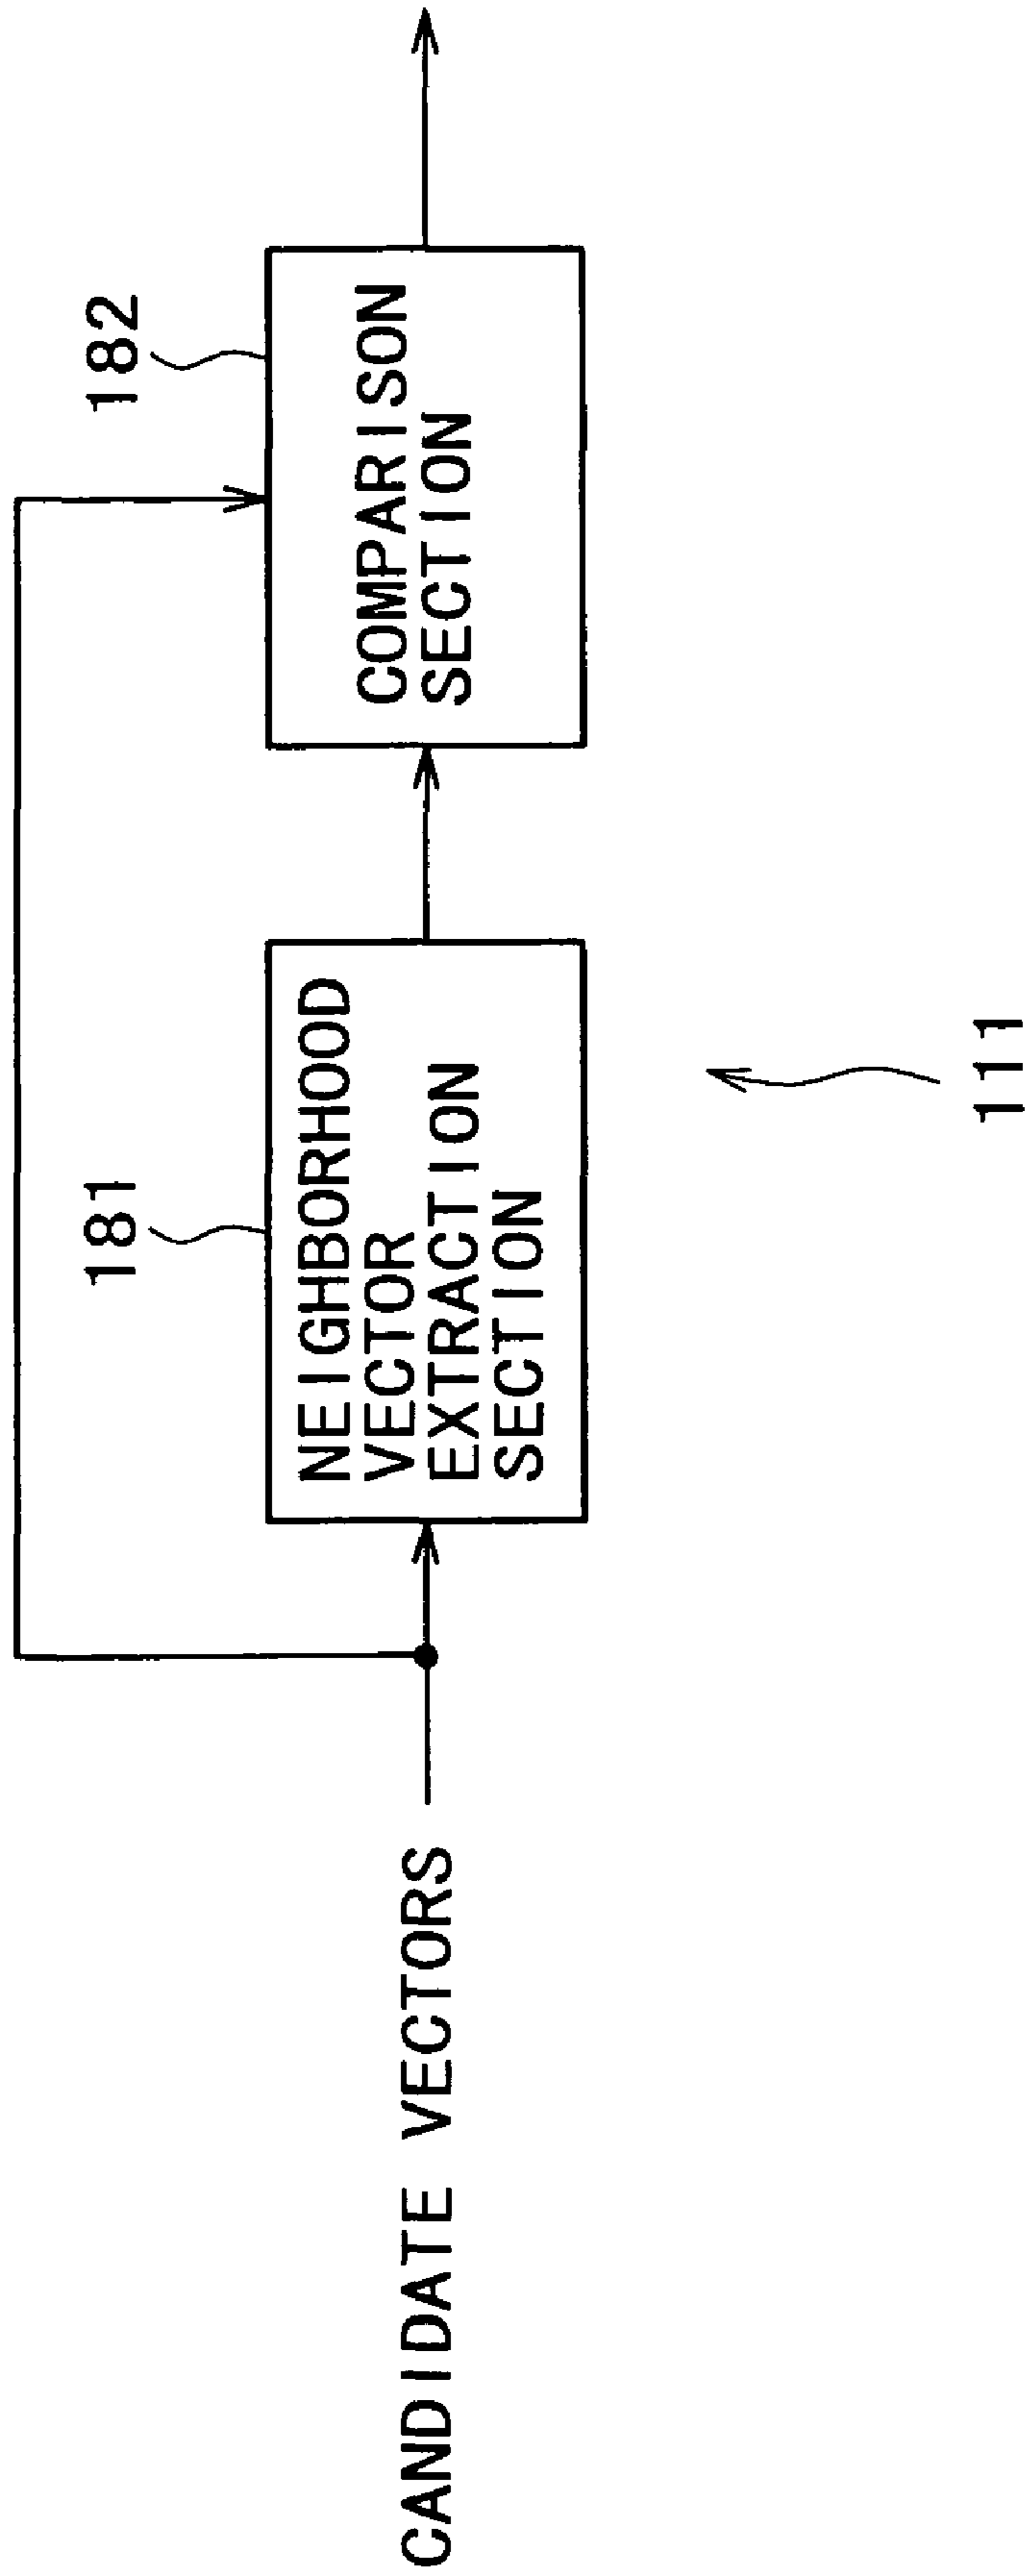 181
182
CANDIDATE VECTORS
NEIGHBORHOOD
VECTOR
EXTRACTION
SECTION
COMPARISON
SECTION
111